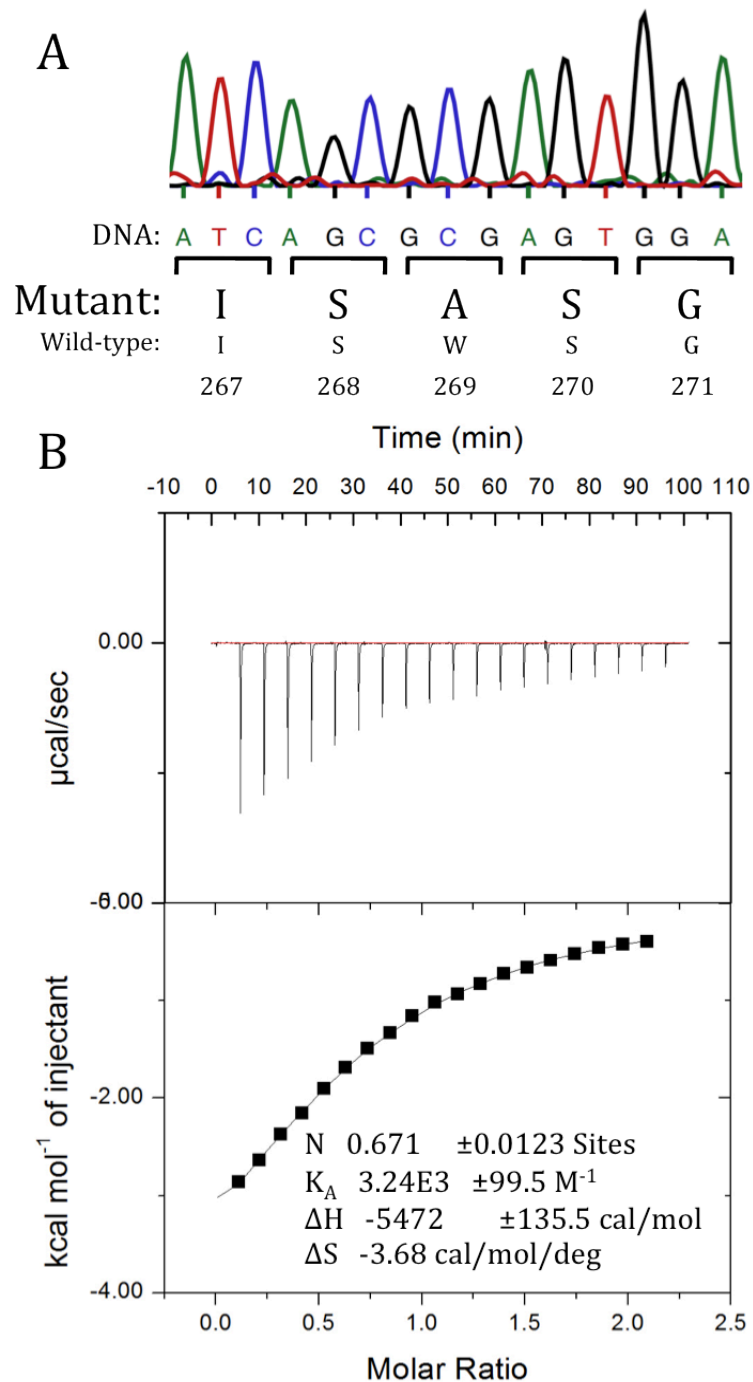 A
DNA: A T C A G C G C G A G T G G A
Mutant: I S A S G
Wild-type: I S W S G
267 268 269 270 271
B
Time (min)
-10 0 10 20 30 40 50 60 70 80 90 100 110
0.00
µcal/sec
-6.00
0.00
-2.00
kcal mol⁻¹ of injectant
N 0.671 ±0.0123 Sites
K_A 3.24E3 ±99.5 M⁻¹
ΔH -5472 ±135.5 cal/mol
ΔS -3.68 cal/mol/deg
-4.00
0.0 0.5 1.0 1.5 2.0 2.5
Molar Ratio